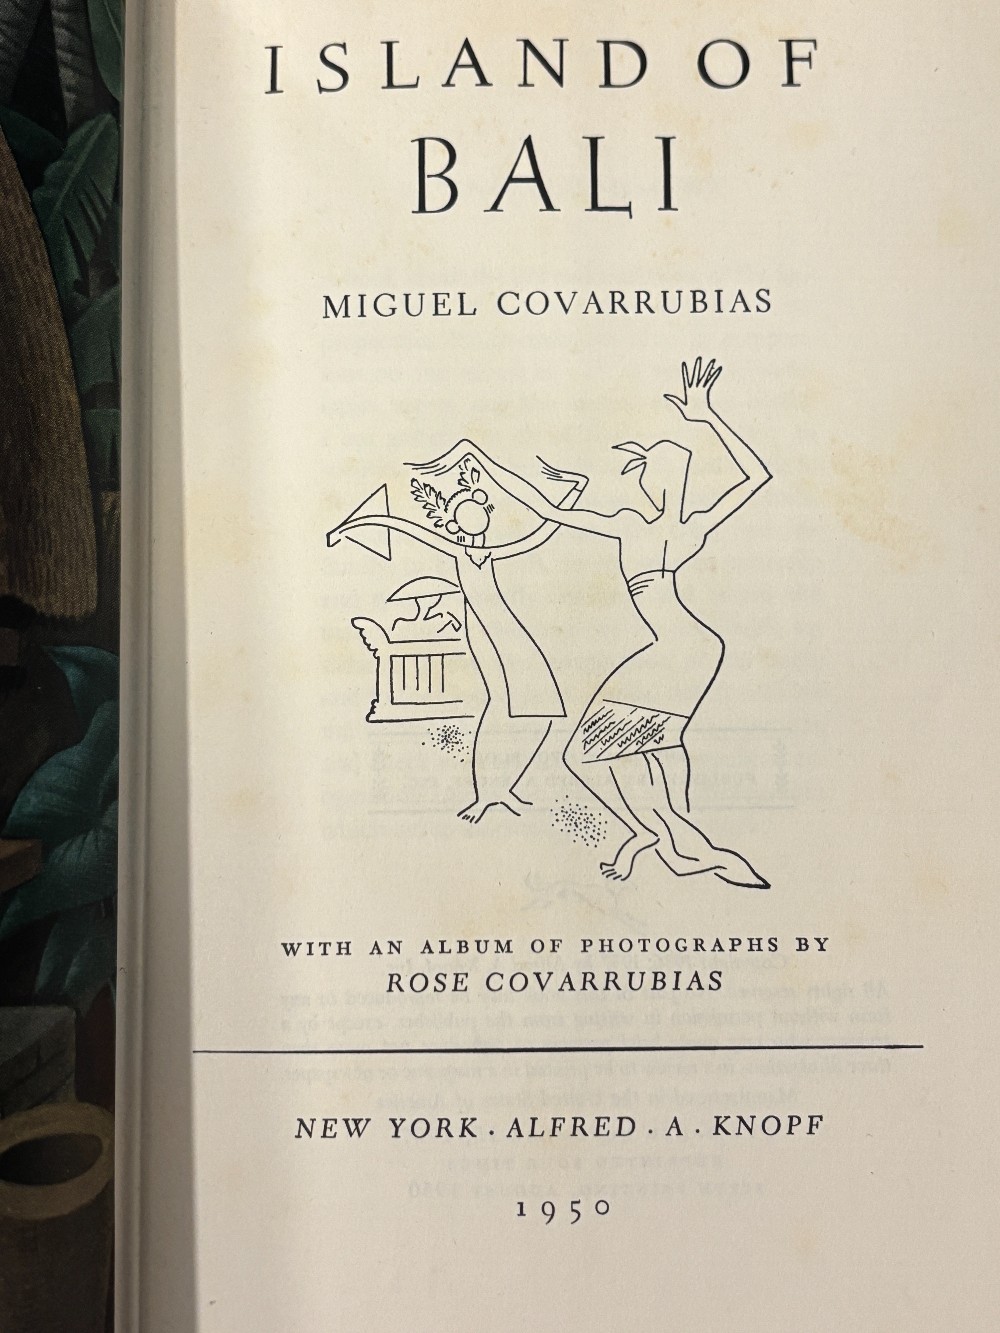 ISLAND OF
BALI
MIGUEL COVARRUBIAS
WITH AN ALBUM OF PHOTOGRAPHS BY
ROSE COVARRUBIAS
NEW YORK · ALFRED · A · KNOPF
1950